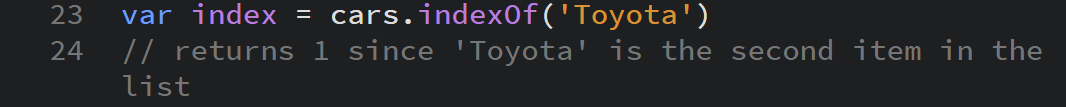 23 var index = cars.indexOf('Toyota')
24 // returns 1 since 'Toyota' is the second item in the
list